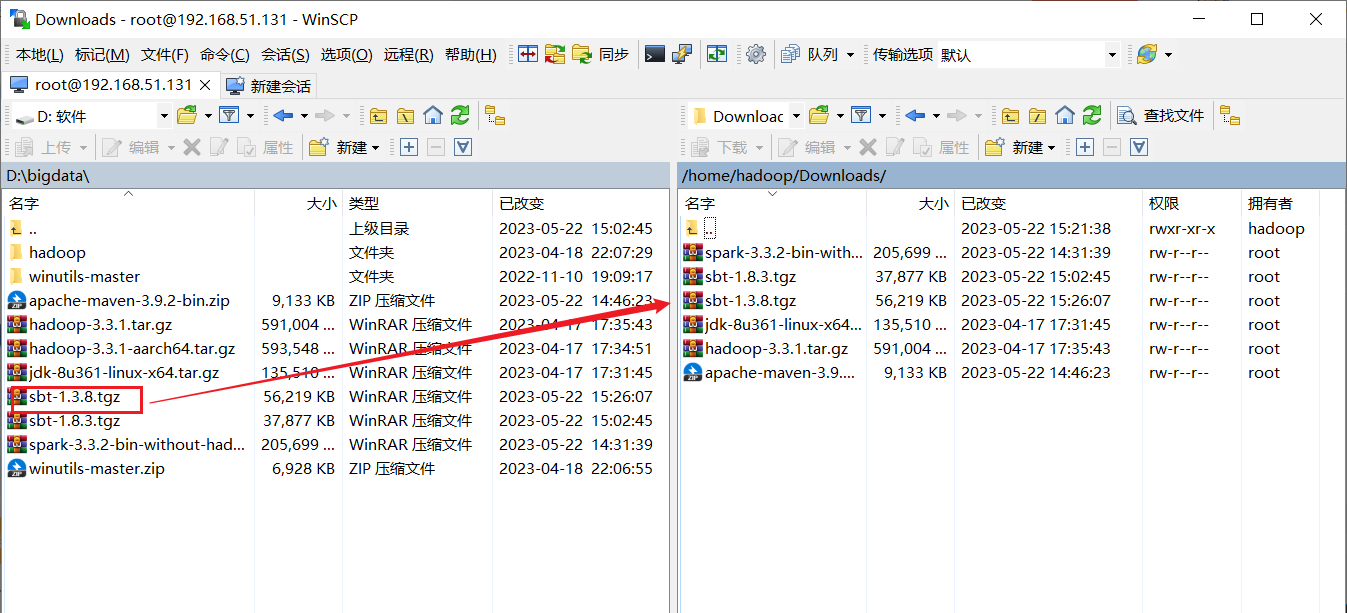 Downloads - root@192.168.51.131 - WinSCP
本地(L) 标记(M) 文件(F) 命令(C) 会话(S) 选项(O) 远程(R) 帮助(H) 同步 队列 传输选项 默认
root@192.168.51.131 新建会话
D: 软件
上传 编辑 属性 新建
D:\bigdata\
名字 大小 类型 已改变
.. 上级目录 2023-05-22 15:02:45
hadoop 文件夹 2023-04-18 22:07:29
winutils-master 文件夹 2022-11-10 19:09:17
apache-maven-3.9.2-bin.zip 9,133 KB ZIP 压缩文件 2023-05-22 14:46:23
hadoop-3.3.1.tar.gz 591,004 ... WinRAR 压缩文件 2023-04-17 17:35:43
hadoop-3.3.1-aarch64.tar.gz 593,548 ... WinRAR 压缩文件 2023-04-17 17:34:51
jdk-8u361-linux-x64.tar.gz 135,510 ... WinRAR 压缩文件 2023-04-17 17:31:45
sbt-1.3.8.tgz 56,219 KB WinRAR 压缩文件 2023-05-22 15:26:07
sbt-1.8.3.tgz 37,877 KB WinRAR 压缩文件 2023-05-22 15:02:45
spark-3.3.2-bin-without-had... 205,699 ... WinRAR 压缩文件 2023-05-22 14:31:39
winutils-master.zip 6,928 KB ZIP 压缩文件 2023-04-18 22:06:55
Downloac 查找文件
下载 编辑 属性 新建
/home/hadoop/Downloads/
名字 大小 已改变 权限 拥有者
.. 2023-05-22 15:21:38 rwxr-xr-x hadoop
spark-3.3.2-bin-with... 205,699 ... 2023-05-22 14:31:39 rw-r--r-- root
sbt-1.8.3.tgz 37,877 KB 2023-05-22 15:02:45 rw-r--r-- root
sbt-1.3.8.tgz 56,219 KB 2023-05-22 15:26:07 rw-r--r-- root
jdk-8u361-linux-x64... 135,510 ... 2023-04-17 17:31:45 rw-r--r-- root
hadoop-3.3.1.tar.gz 591,004 ... 2023-04-17 17:35:43 rw-r--r-- root
apache-maven-3.9.... 9,133 KB 2023-05-22 14:46:23 rw-r--r-- root